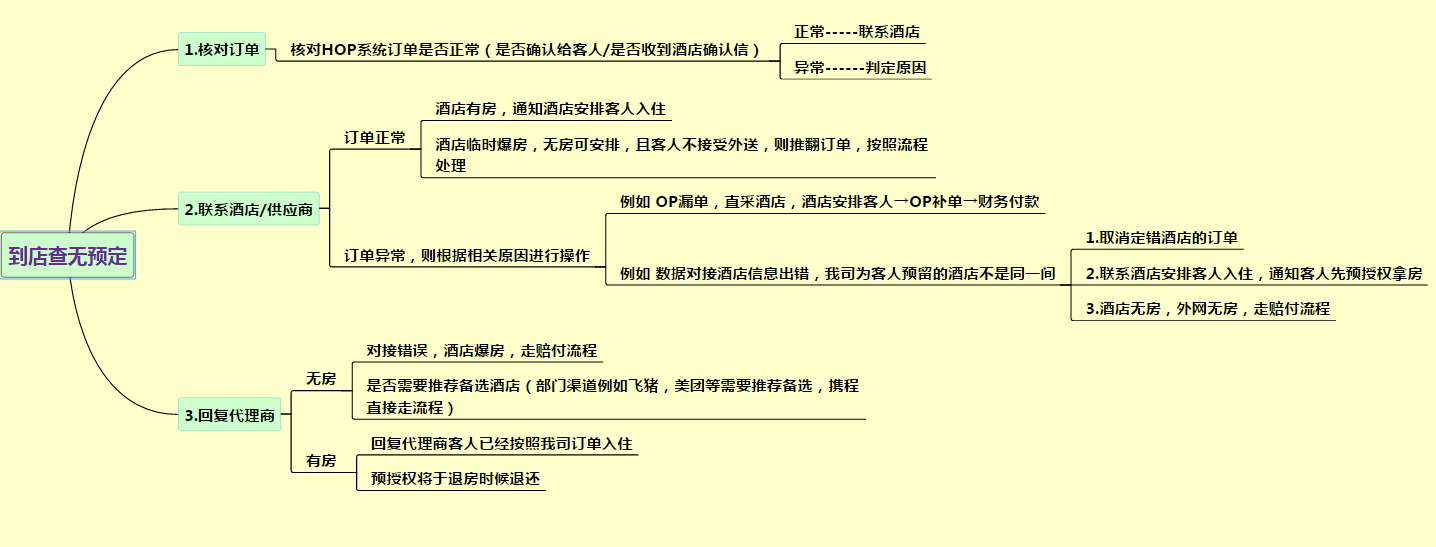 到店查无预定
1.核对订单
核对HOP系统订单是否正常（是否确认给客人/是否收到酒店确认信）
正常-----联系酒店
异常------判定原因
2.联系酒店/供应商
订单正常
酒店有房，通知酒店安排客人入住
酒店临时爆房，无房可安排，且客人不接受外送，则推翻订单，按照流程
处理
订单异常，则根据相关原因进行操作
例如 OP漏单，直采酒店，酒店安排客人→OP补单→财务付款
例如 数据对接酒店信息出错，我司为客人预留的酒店不是同一间
1.取消定错酒店的订单
2.联系酒店安排客人入住，通知客人先预授权拿房
3.酒店无房，外网无房，走赔付流程
3.回复代理商
无房
对接错误，酒店爆房，走赔付流程
是否需要推荐备选酒店（部门渠道例如飞猪，美团等需要推荐备选，携程
直接走流程）
有房
回复代理商客人已经按照我司订单入住
预授权将于退房时候退还